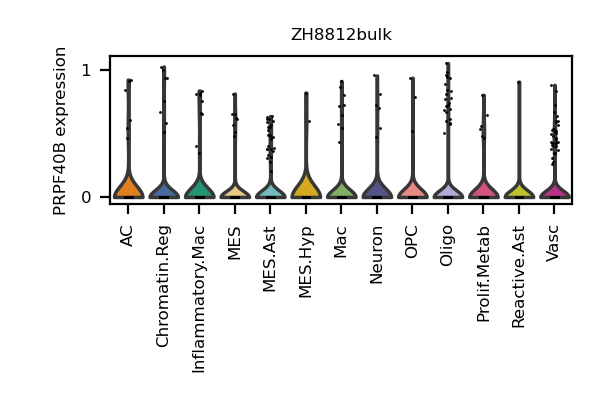 ZH8812bulk
PRPF40B expression
1
0
AC
Chromatin.Reg
Inflammatory.Mac
MES
MES.Ast
MES.Hyp
Mac
Neuron
OPC
Oligo
Prolif.Metab
Reactive.Ast
Vasc